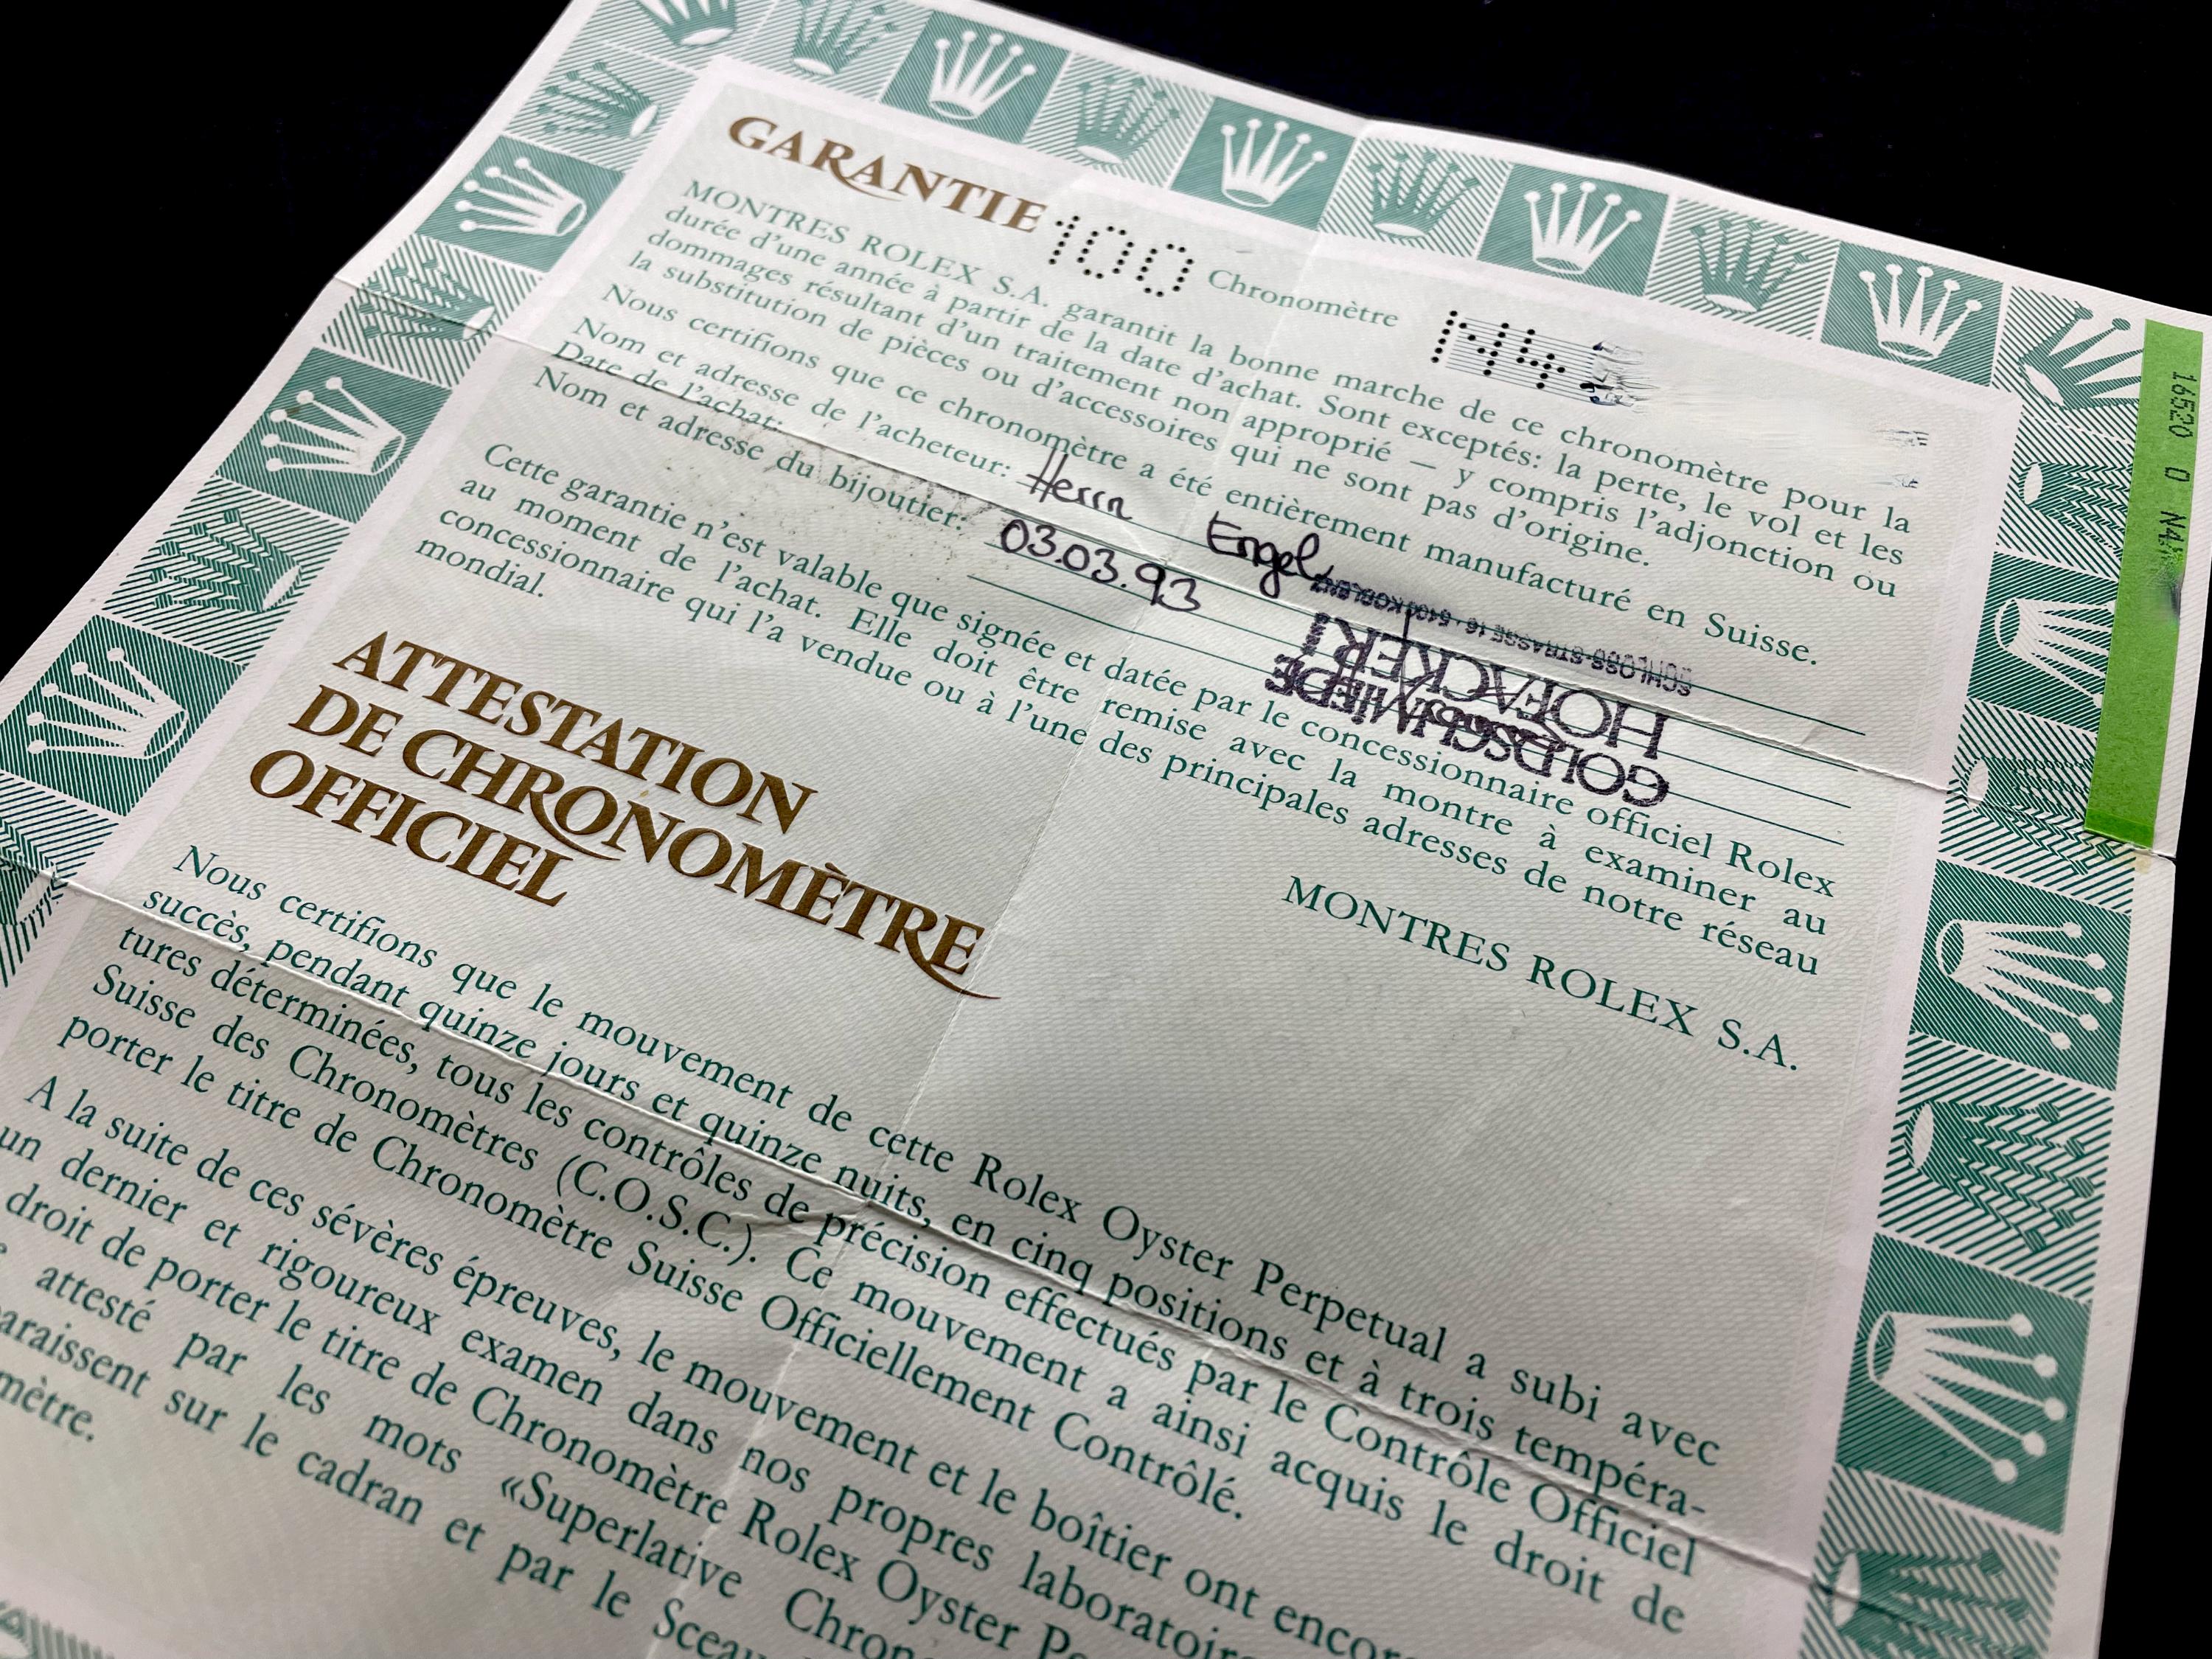 GARANTIE
100 Chronomètre N44
MONTRES ROLEX S.A. garantit la bonne marche de ce chronomètre pour la
durée d'une année à partir de la date d'achat. Sont exceptés: la perte, le vol et les
dommages résultant d'un traitement non approprié – y compris l'adjonction ou
la substitution de pièces ou d'accessoires qui ne sont pas d'origine.
Nous certifions que ce chronomètre a été entièrement manufacturé en Suisse.
Nom et adresse de l'acheteur: Herrn Engel
Date de l'achat: 03.03.93
Nom et adresse du bijoutier:
GOLDSCHMIEDE
HOFACKER
SCHLOSS-STRASSE 16 · 5400 KOBLENZ
Cette garantie n'est valable que signée et datée par le concessionnaire officiel Rolex
au moment de l'achat. Elle doit être remise avec la montre à examiner au
concessionnaire qui l'a vendue ou à l'une des principales adresses de notre réseau
mondial.
MONTRES ROLEX S.A.
ATTESTATION
DE CHRONOMÈTRE
OFFICIEL
Nous certifions que le mouvement de cette Rolex Oyster Perpetual a subi avec
succès, pendant quinze jours et quinze nuits, en cinq positions et à trois tempéra-
tures déterminées, tous les contrôles de précision effectués par le Contrôle Officiel
Suisse des Chronomètres (C.O.S.C.). Ce mouvement a ainsi acquis le droit de
porter le titre de Chronomètre Suisse Officiellement Contrôlé.
A la suite de ces sévères épreuves, le mouvement et le boîtier ont encor
un dernier et rigoureux examen dans nos propres laboratoir
droit de porter le titre de Chronomètre Rolex Oyster Pe
attesté par les mots «Superlative Chron
araissent sur le cadran et par le Sceau
mètre.
16520 0 N4